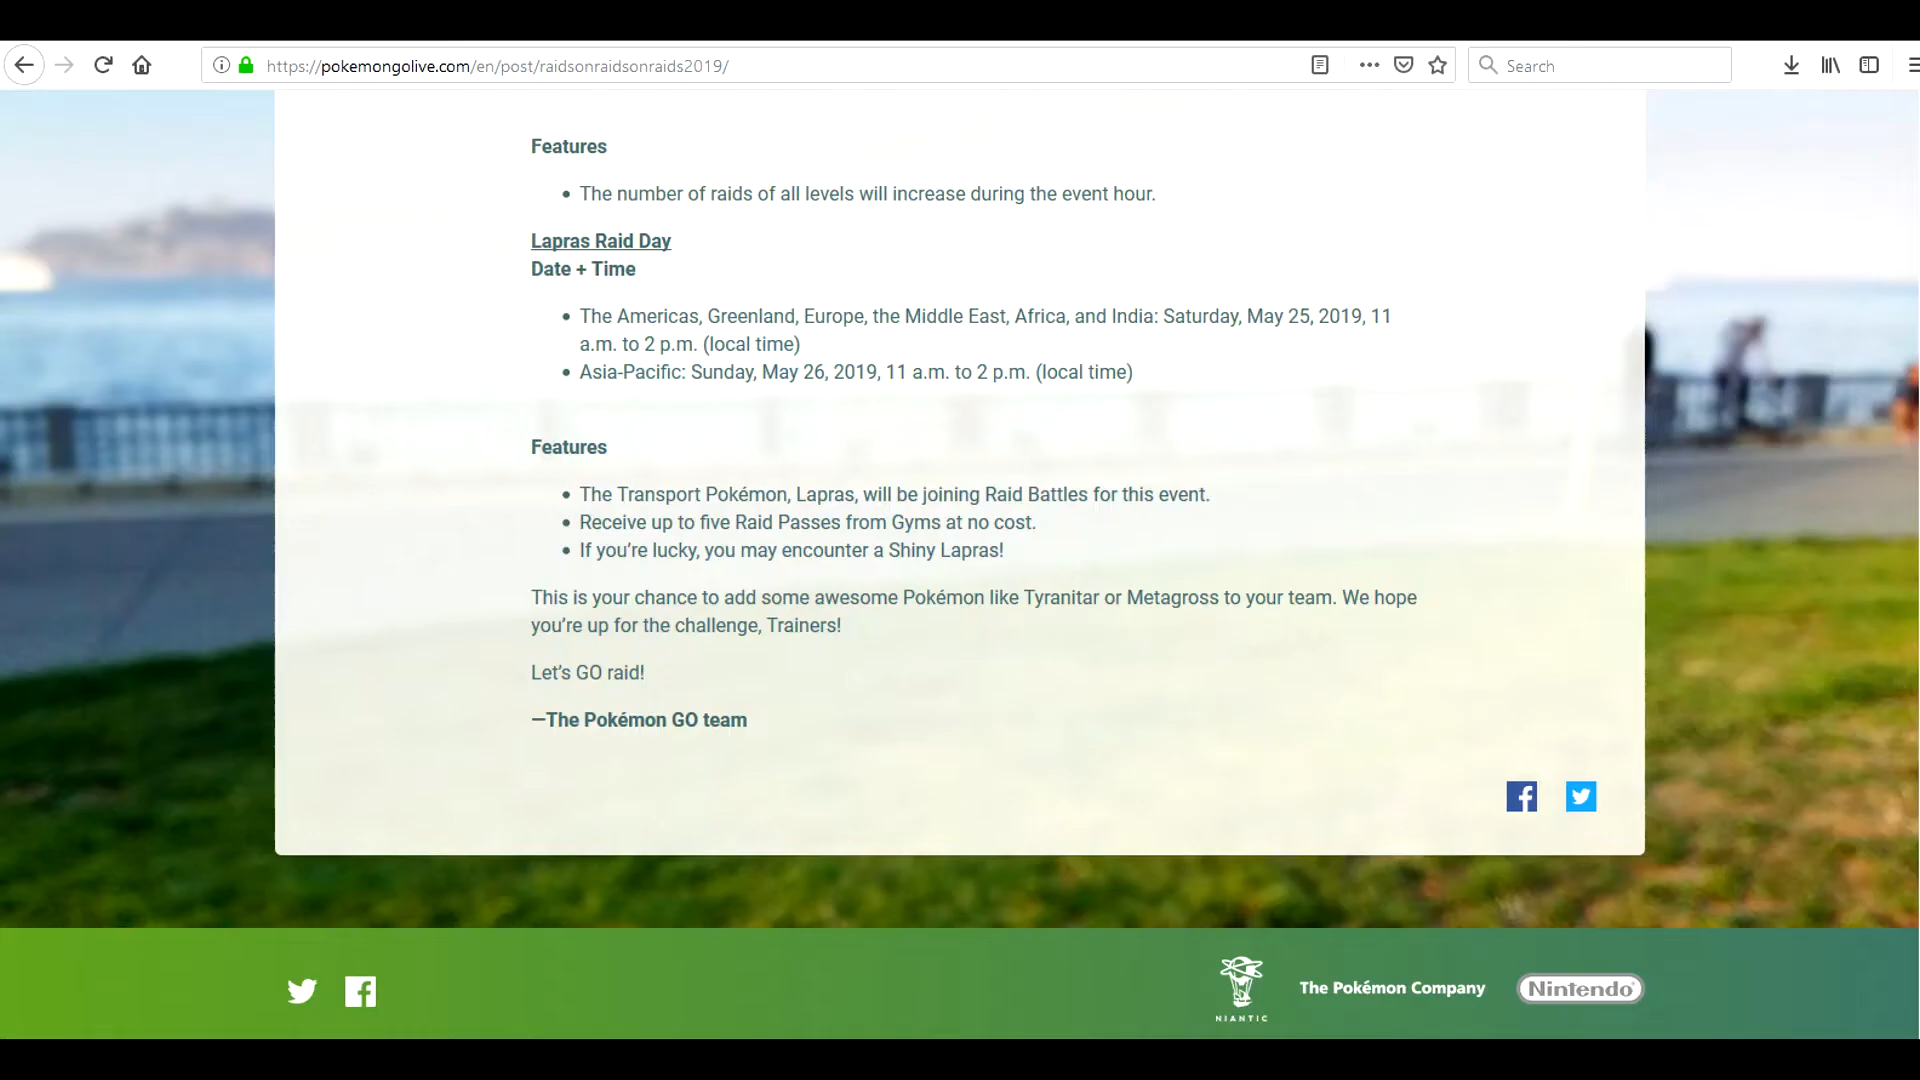 https://pokemongolive.com/en/post/raidsonraidsonraids2019/
Search
Features
• The number of raids of all levels will increase during the event hour.
Lapras Raid Day
Date + Time
• The Americas, Greenland, Europe, the Middle East, Africa, and India: Saturday, May 25, 2019, 11
a.m. to 2 p.m. (local time)
• Asia-Pacific: Sunday, May 26, 2019, 11 a.m. to 2 p.m. (local time)
Features
• The Transport Pokémon, Lapras, will be joining Raid Battles for this event.
• Receive up to five Raid Passes from Gyms at no cost.
• If you’re lucky, you may encounter a Shiny Lapras!
This is your chance to add some awesome Pokémon like Tyranitar or Metagross to your team. We hope
you’re up for the challenge, Trainers!
Let’s GO raid!
—The Pokémon GO team
NIANTIC
The Pokémon Company
Nintendo